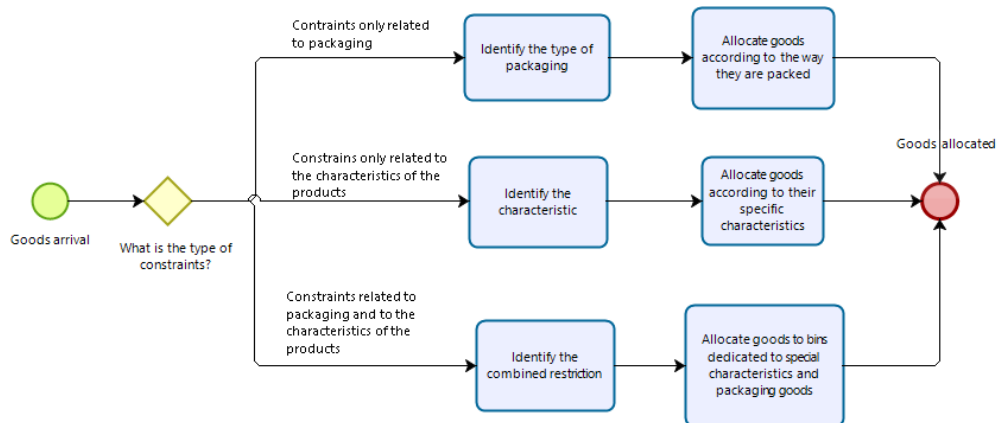 Contraints only related
to packaging
Identify the type of
packaging
Allocate goods
according to the way
they are packed
Goods allocated
Constrains only related to
the characteristics of the
products
Identify the
characteristic
Allocate goods
according to their
specific
characteristics
Goods arrival
What is the type of
constraints?
Constraints related to
packaging and to the
characteristics of the
products
Identify the
combined restriction
Allocate goods to bins
dedicated to special
characteristics and
packaging goods